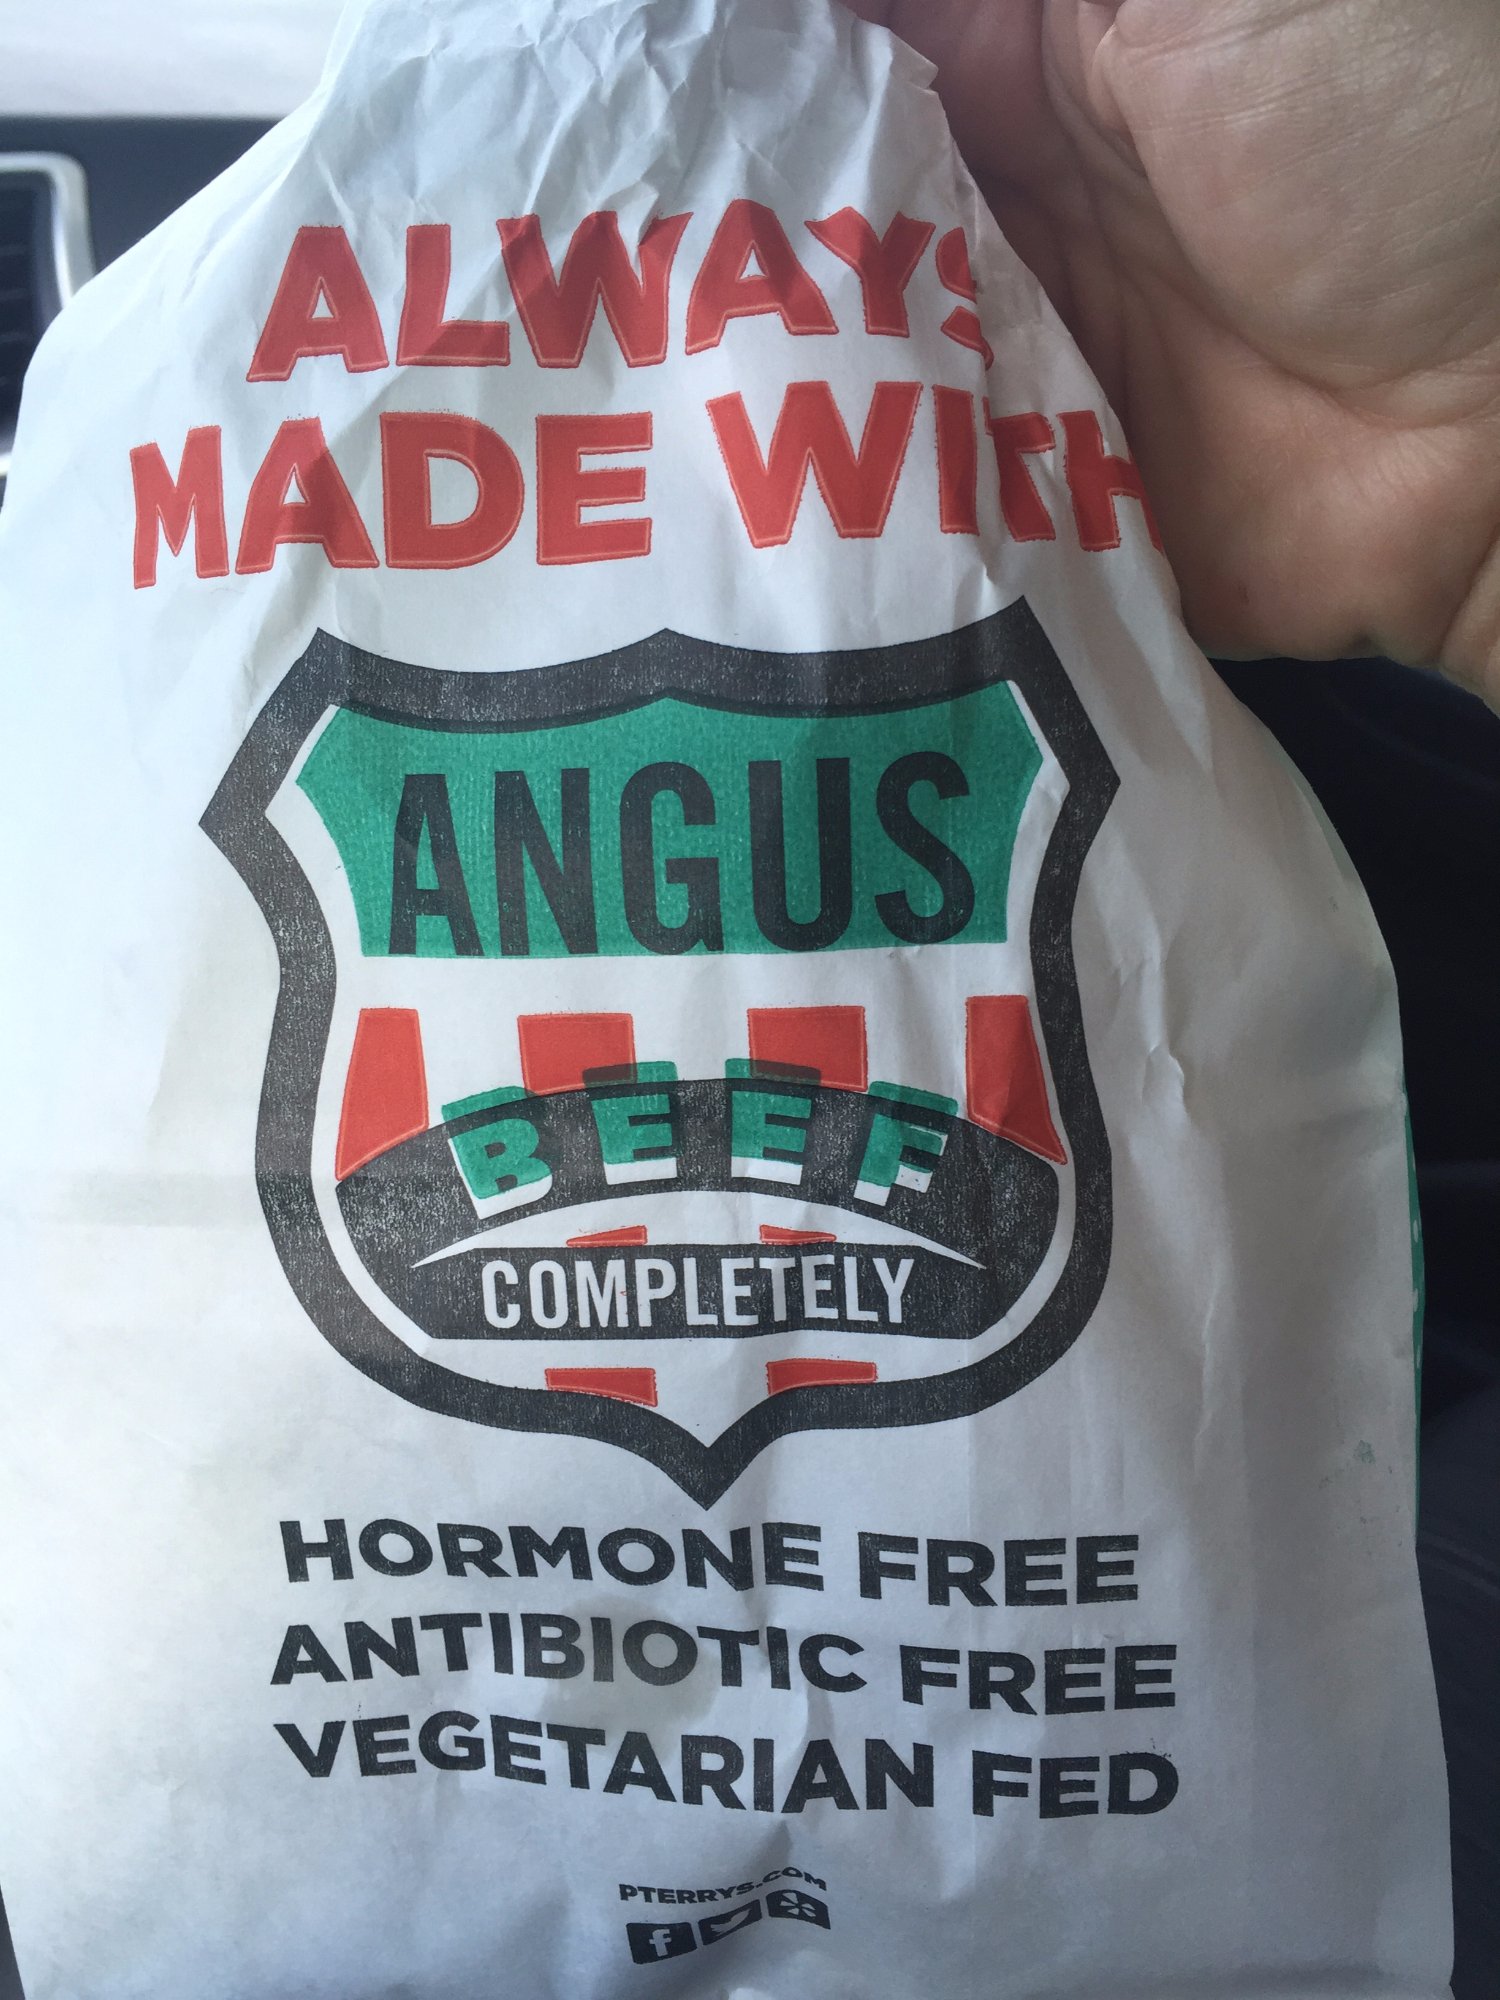 ALWAYS
MADE WITH
ANGUS
BEEF
COMPLETELY
HORMONE FREE
ANTIBIOTIC FREE
VEGETARIAN FED
PTERRYS.COM
f